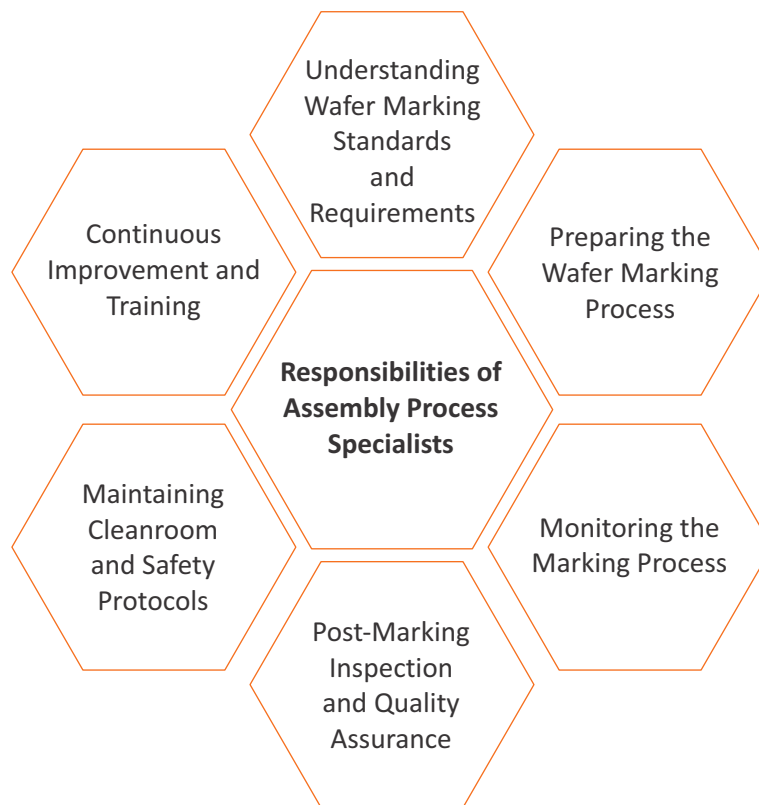 Understanding
Wafer Marking
Standards
and
Requirements
Preparing the
Wafer Marking
Process
Monitoring the
Marking Process
Post-Marking
Inspection
and Quality
Assurance
Maintaining
Cleanroom
and Safety
Protocols
Continuous
Improvement and
Training
Responsibilities of
Assembly Process
Specialists